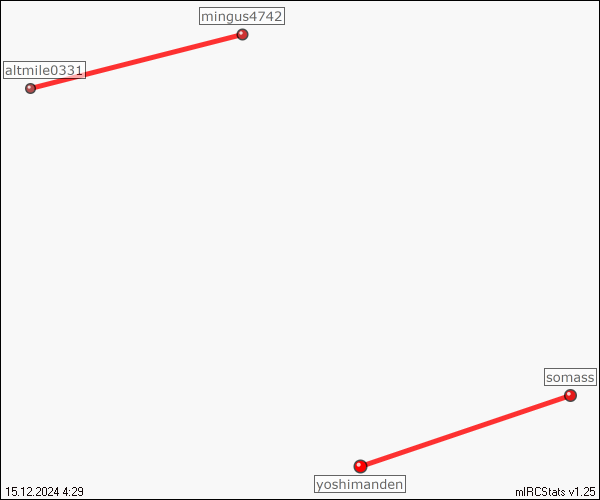 mingus4742
altmile0331
somass
yoshimanden
15.12.2024 4:29
mIRCStats v1.25